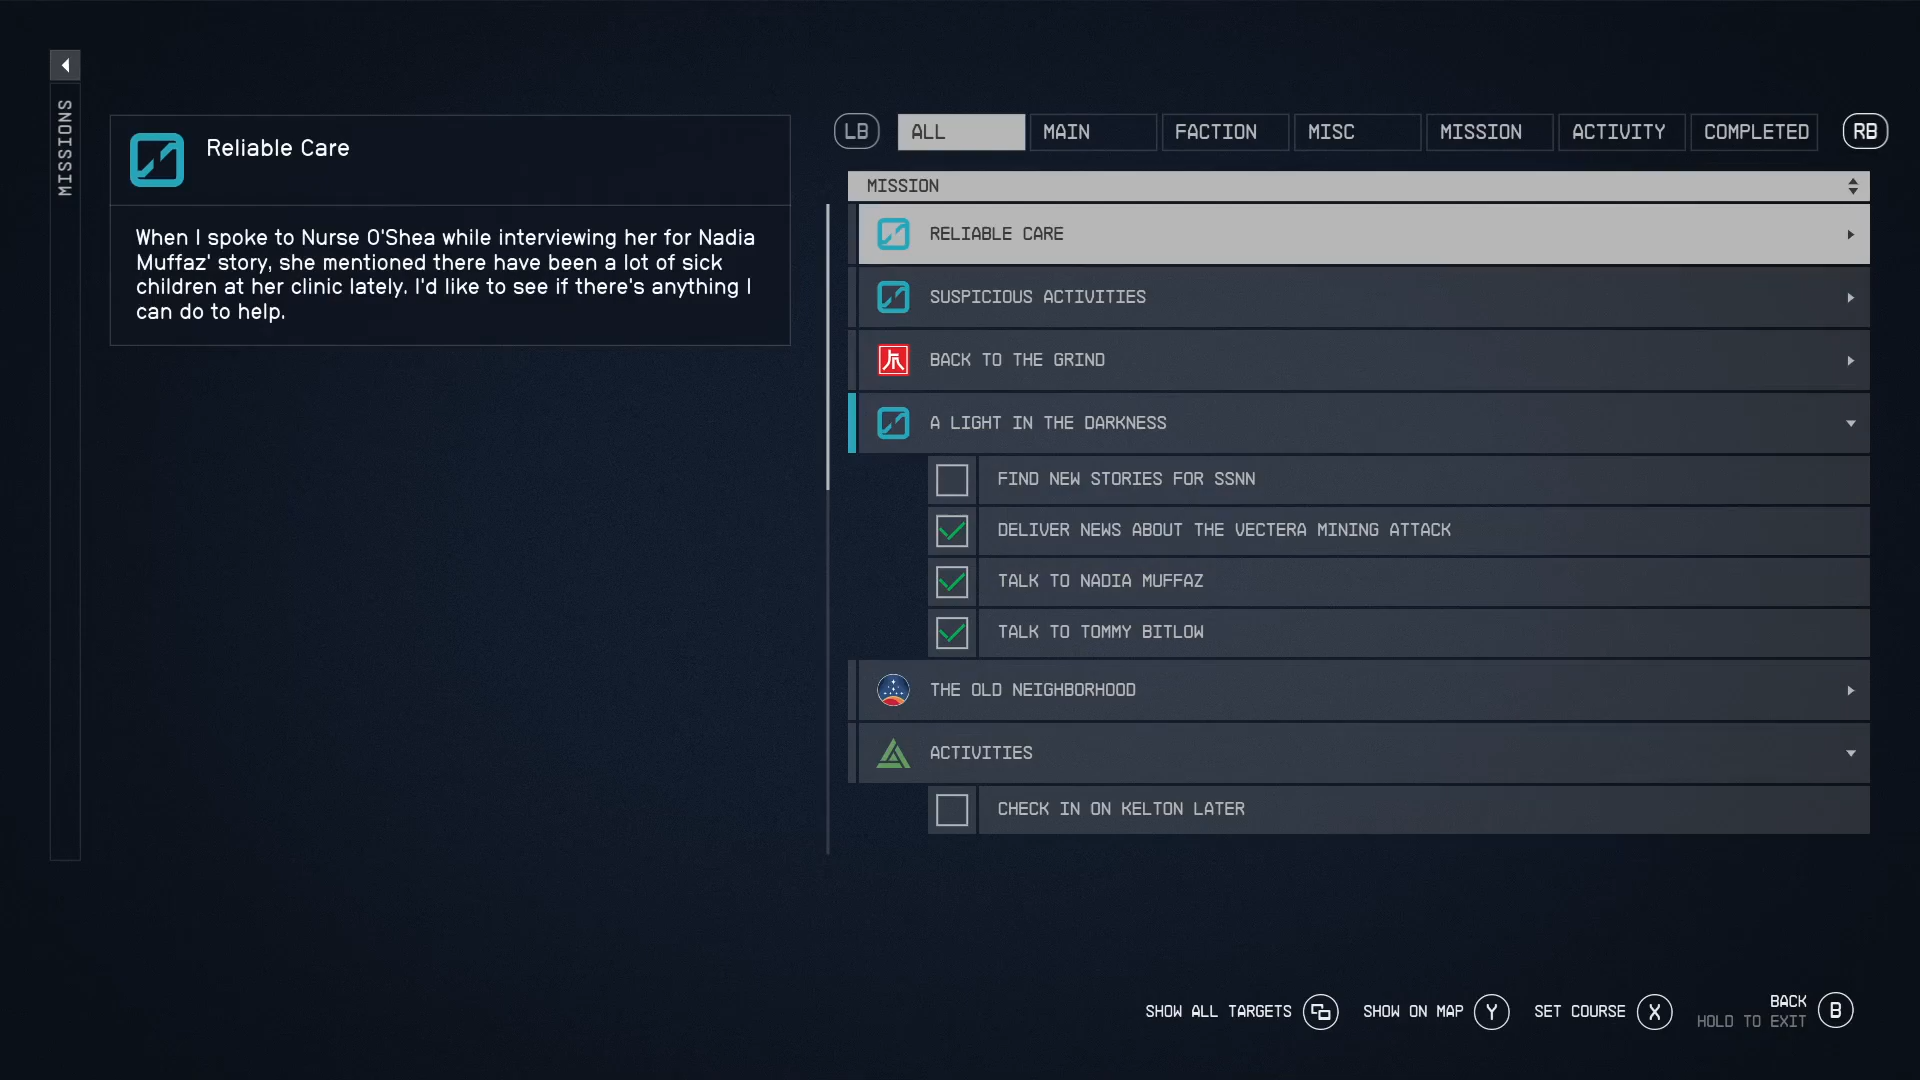 MISSIONS
Reliable Care
When I spoke to Nurse O'Shea while interviewing her for Nadia
Muffaz' story, she mentioned there have been a lot of sick
children at her clinic lately. I'd like to see if there's anything I
can do to help.
LB ALL MAIN FACTION MISC MISSION ACTIVITY COMPLETED RB
MISSION
RELIABLE CARE
SUSPICIOUS ACTIVITIES
BACK TO THE GRIND
A LIGHT IN THE DARKNESS
FIND NEW STORIES FOR SSNN
DELIVER NEWS ABOUT THE VECTERA MINING ATTACK
TALK TO NADIA MUFFAZ
TALK TO TOMMY BITLOW
THE OLD NEIGHBORHOOD
ACTIVITIES
CHECK IN ON KELTON LATER
SHOW ALL TARGETS SHOW ON MAP Y SET COURSE X BACK B
HOLD TO EXIT